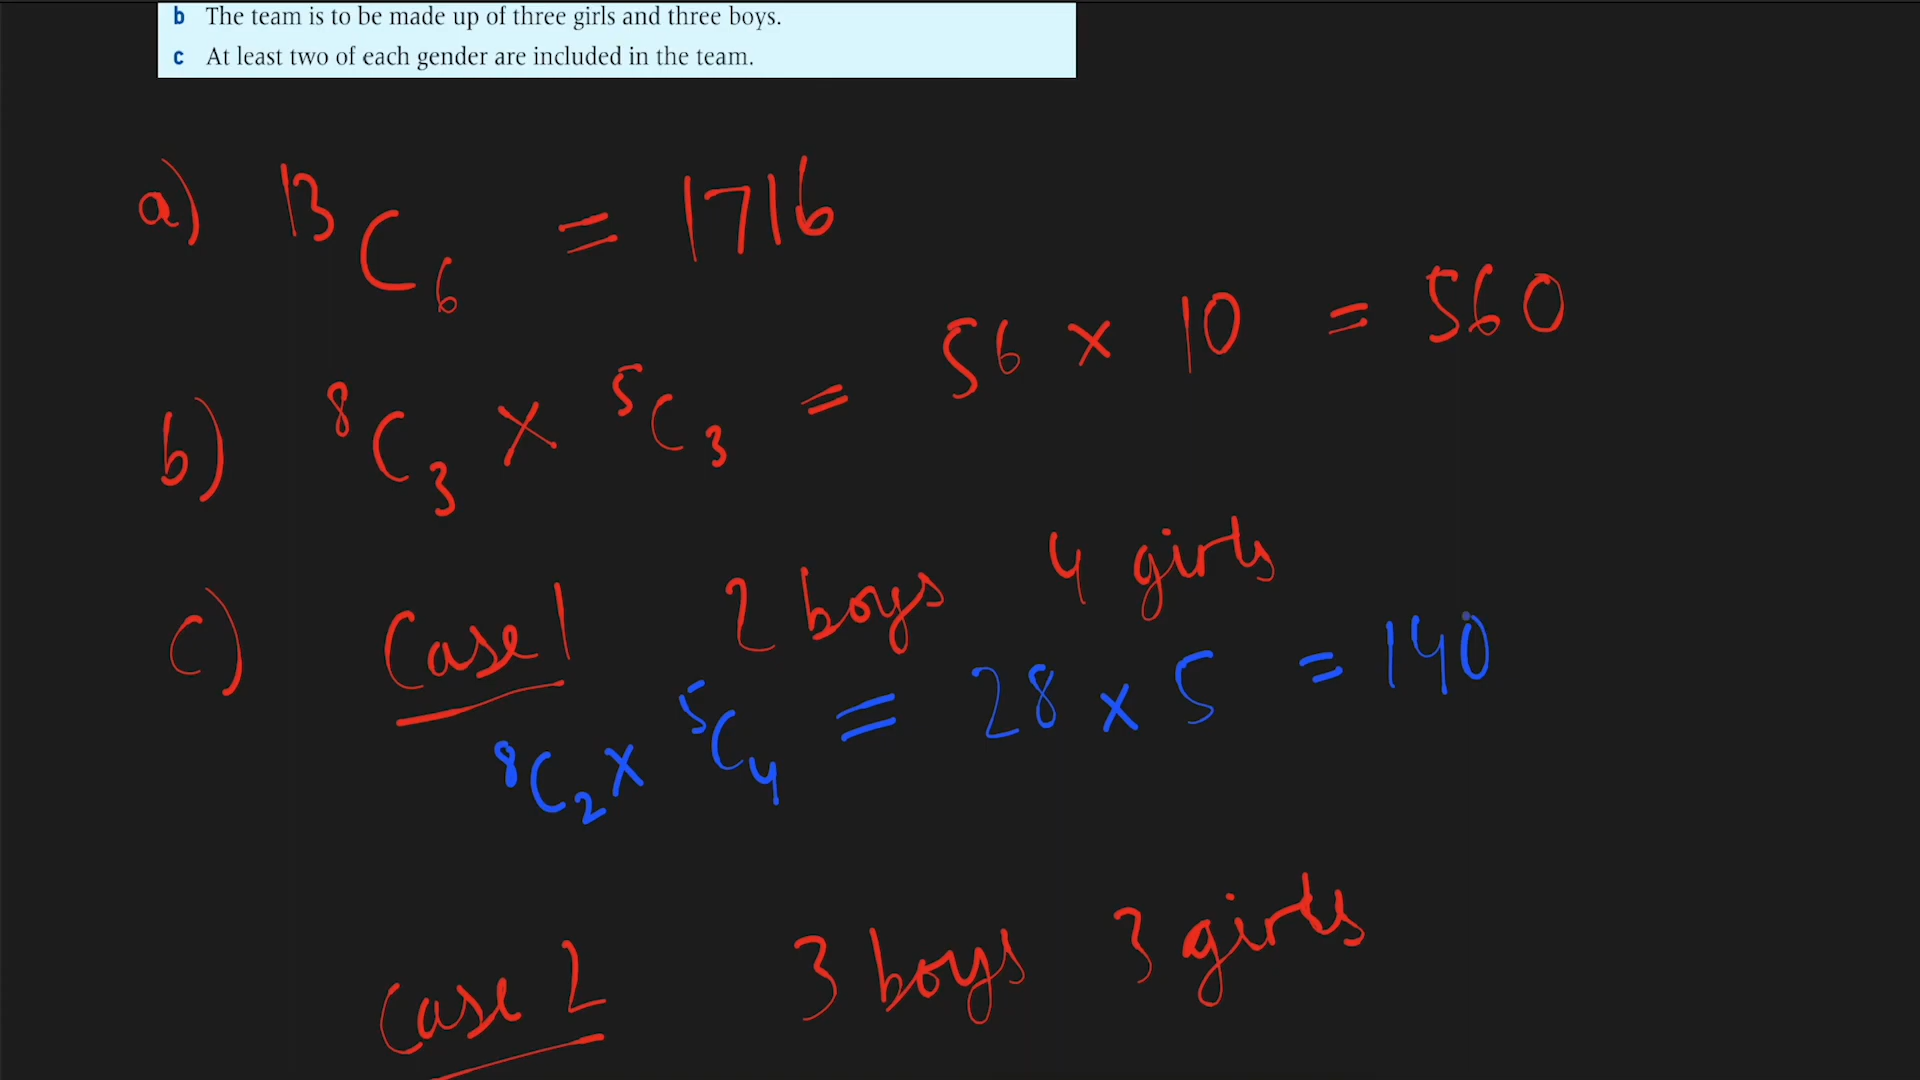 b The team is to be made up of three girls and three boys.
c At least two of each gender are included in the team.
a) ¹³C₆ = 1716
b) ⁸C₃ × ⁵C₃ = 56 × 10 = 560
c) Case 1 2 boys 4 girls
⁸C₂ × ⁵C₄ = 28 × 5 = 140
Case 2 3 boys 3 girls